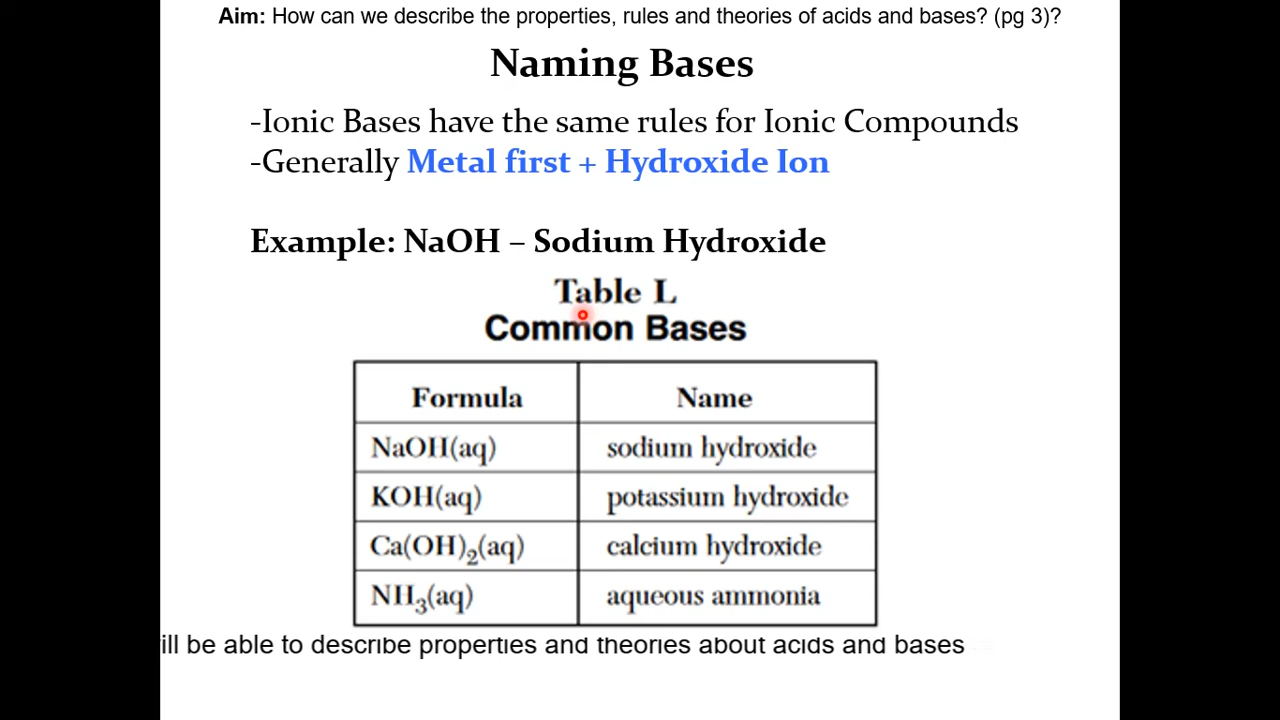 Aim: How can we describe the properties, rules and theories of acids and bases? (pg 3)?
Naming Bases
-Ionic Bases have the same rules for Ionic Compounds
-Generally Metal first + Hydroxide Ion
Example: NaOH – Sodium Hydroxide
Table L
Common Bases
Formula Name
NaOH(aq) sodium hydroxide
KOH(aq) potassium hydroxide
Ca(OH)₂(aq) calcium hydroxide
NH₃(aq) aqueous ammonia
ill be able to describe properties and theories about acids and bases